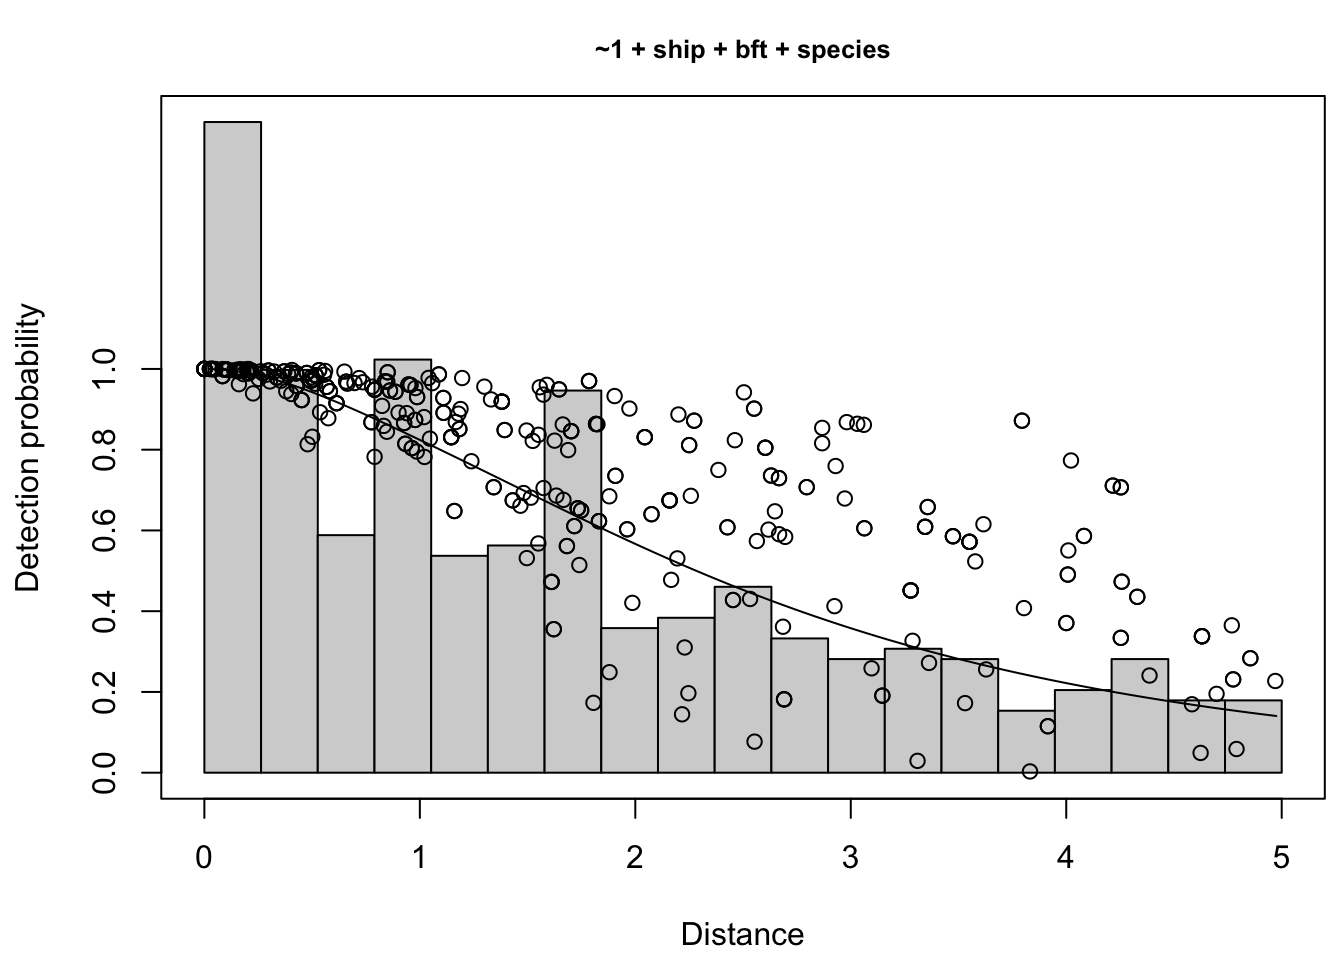 ~1 + ship + bft + species
Detection probability
1.0
0.8
0.6
0.4
0.2
0.0
0 1 2 3 4 5
Distance